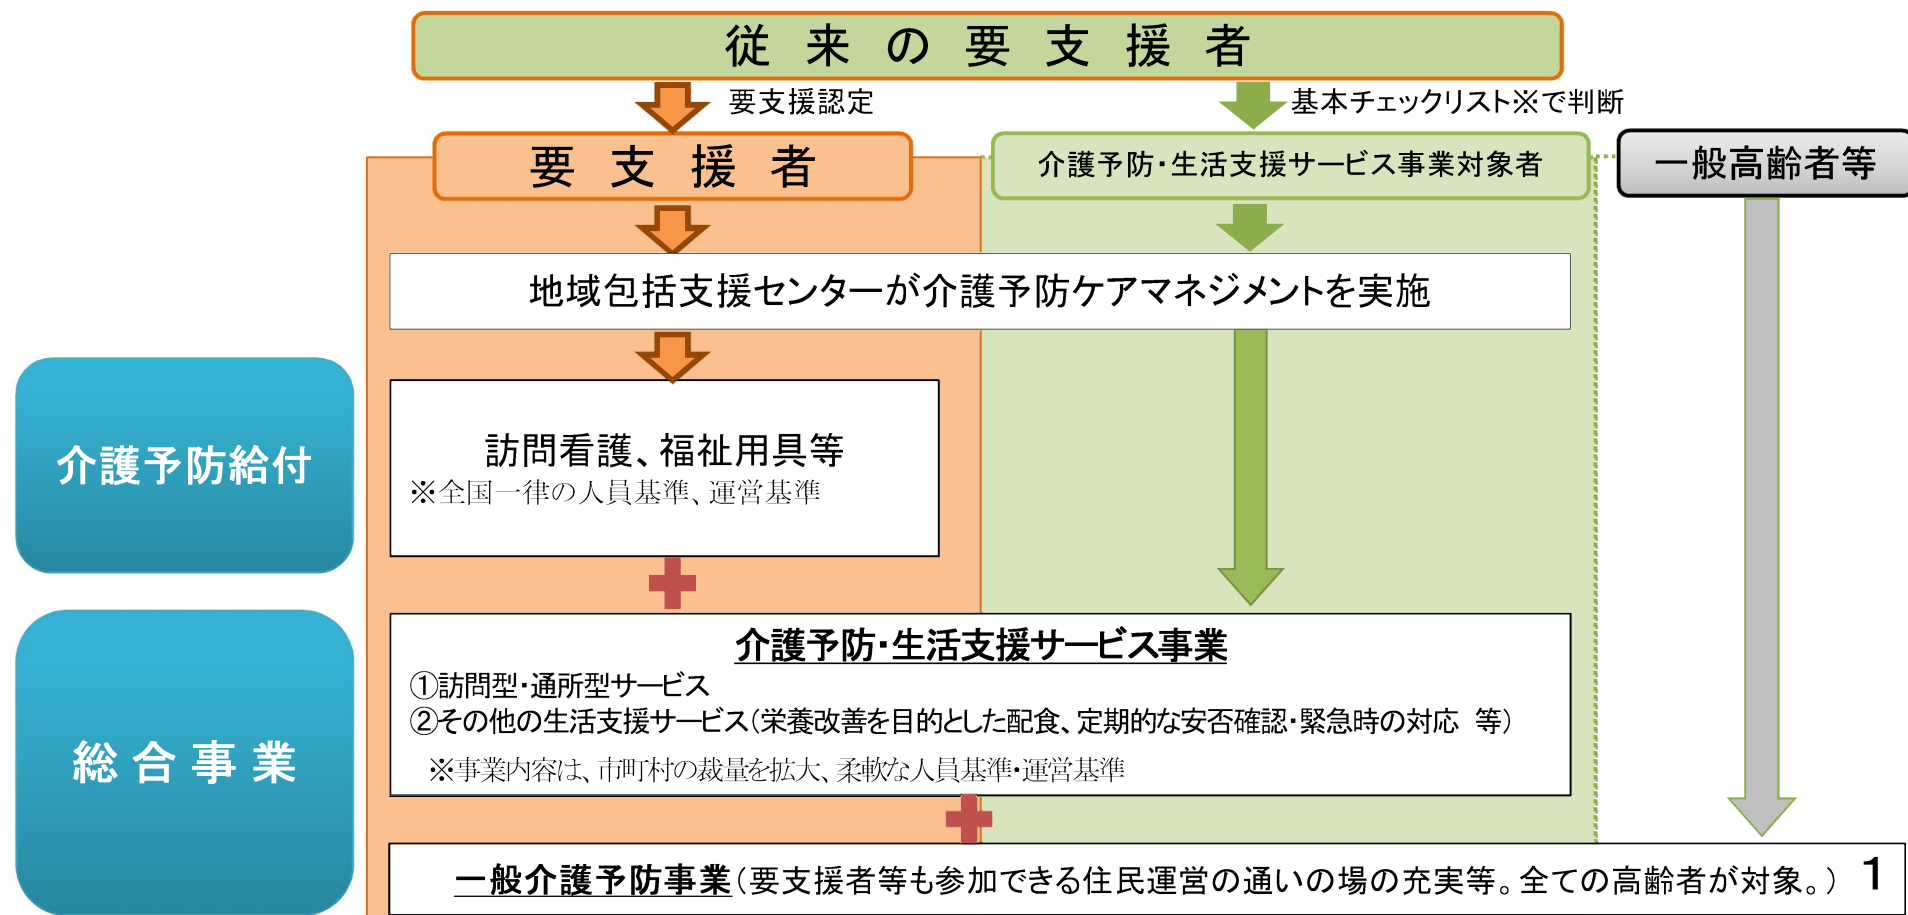 従来の要支援者
要支援認定
基本チェックリスト※で判断
要支援者
介護予防・生活支援サービス事業対象者
一般高齢者等
地域包括支援センターが介護予防ケアマネジメントを実施
介護予防給付
訪問看護、福祉用具等
※全国一律の人員基準、運営基準
総合事業
介護予防・生活支援サービス事業
①訪問型・通所型サービス
②その他の生活支援サービス（栄養改善を目的とした配食、定期的な安否確認・緊急時の対応 等）
※事業内容は、市町村の裁量を拡大、柔軟な人員基準・運営基準
一般介護予防事業（要支援者等も参加できる住民運営の通いの場の充実等。全ての高齢者が対象。）
1